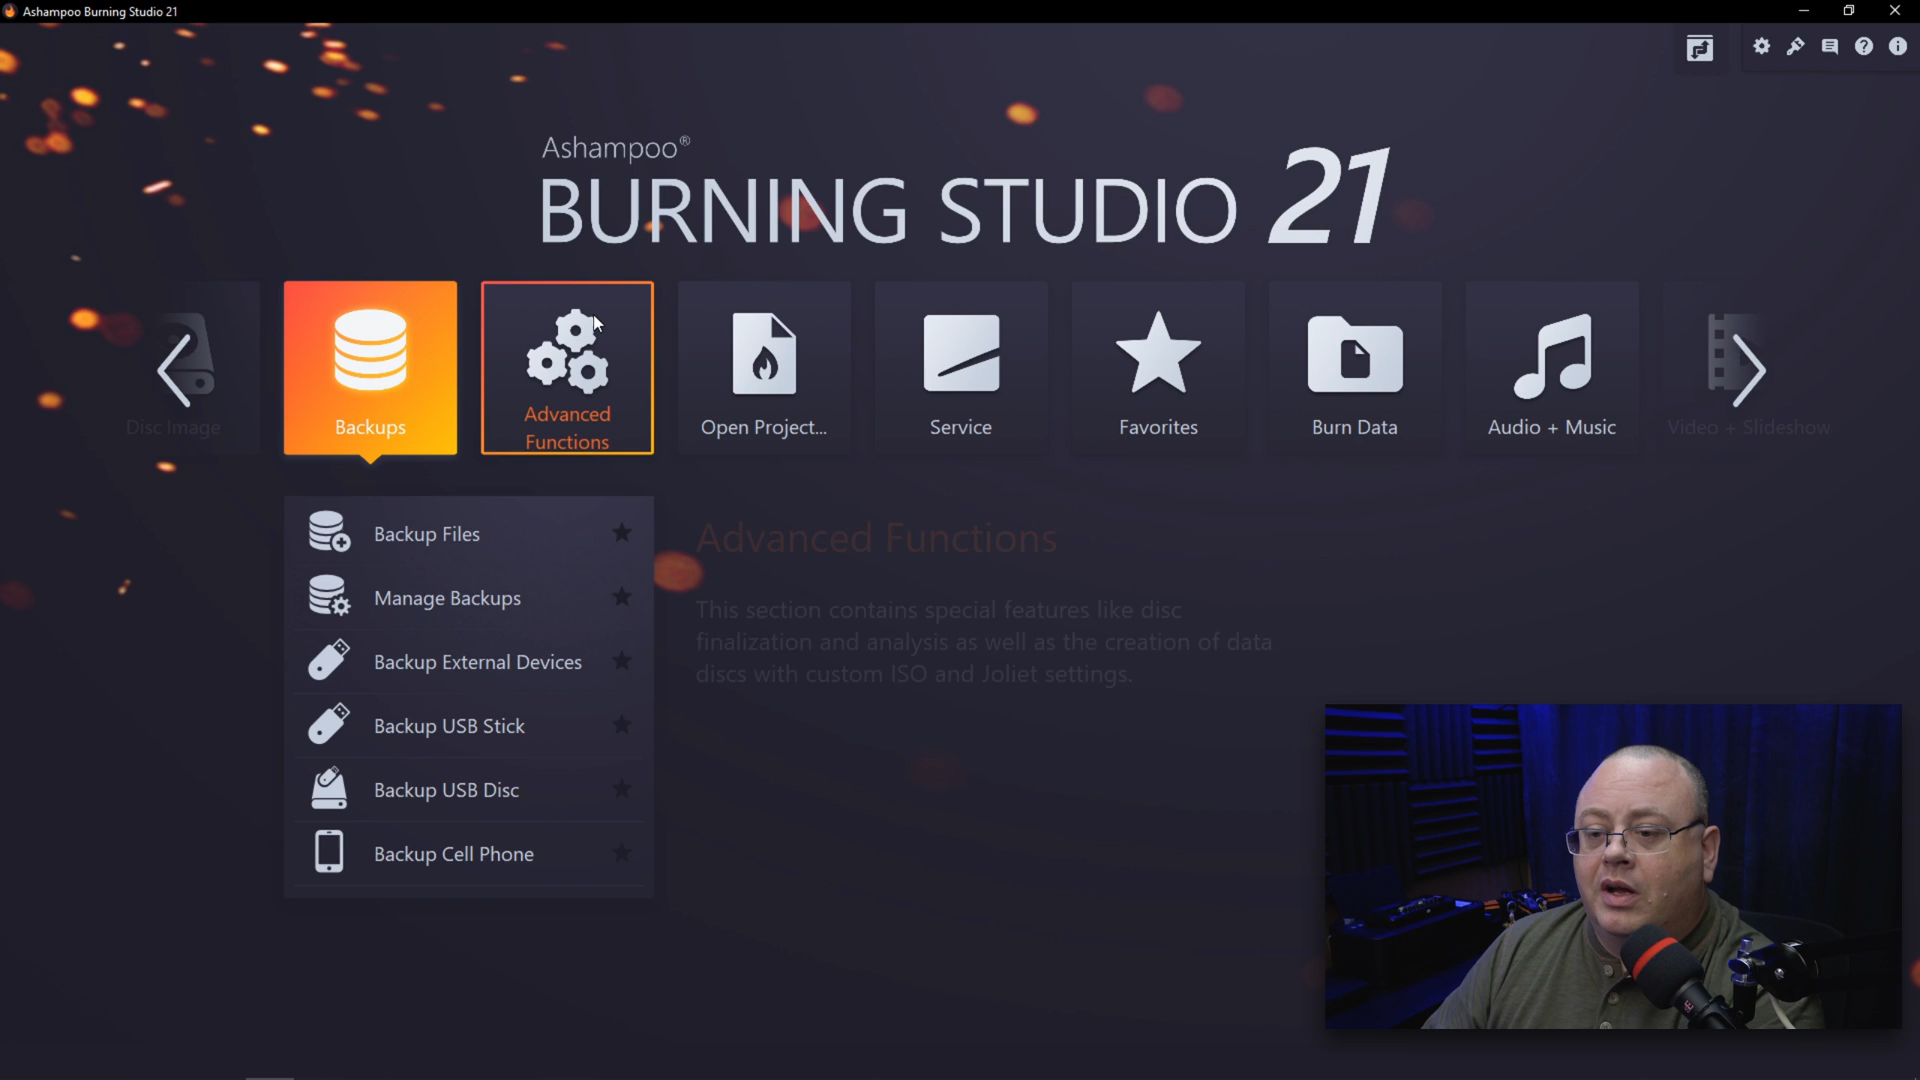 Ashampoo Burning Studio 21
Ashampoo®
BURNING STUDIO 21
Disc Image
Backups
Advanced
Functions
Open Project...
Service
Favorites
Burn Data
Audio + Music
Video + Slideshow
Backup Files
Manage Backups
Backup External Devices
Backup USB Stick
Backup USB Disc
Backup Cell Phone
Advanced Functions
This section contains special features like disc
finalization and analysis as well as the creation of data
discs with custom ISO and Joliet settings.